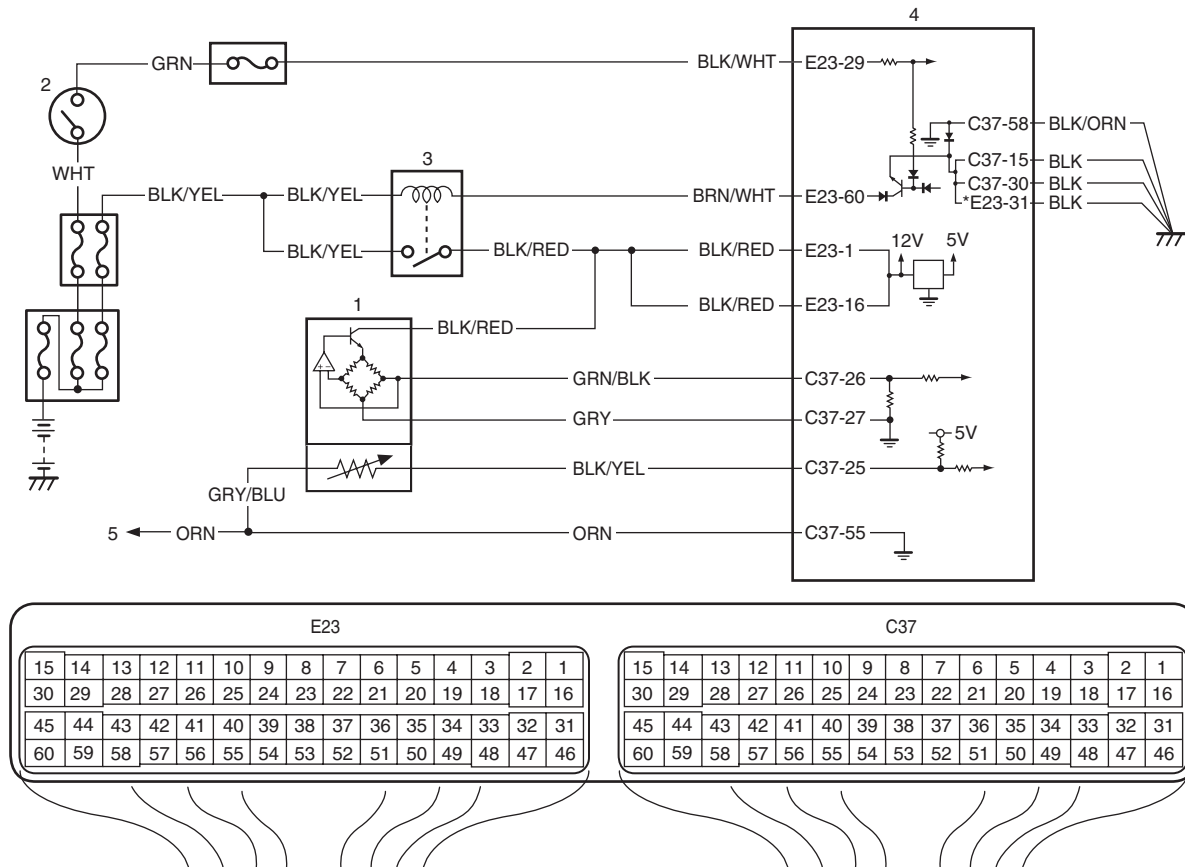 4
GRN
BLK/WHT
E23-29
2
C37-58
BLK/ORN
WHT
3
C37-15
BLK
BLK/YEL
BLK/YEL
BRN/WHT
E23-60
C37-30
BLK
*E23-31
BLK
BLK/YEL
BLK/RED
BLK/RED
E23-1
12V
5V
1
BLK/RED
E23-16
BLK/RED
+ -
GRN/BLK
C37-26
GRY
C37-27
5V
BLK/YEL
C37-25
GRY/BLU
5
ORN
ORN
C37-55
E23
15 14 13 12 11 10 9 8 7 6 5 4 3 2 1
30 29 28 27 26 25 24 23 22 21 20 19 18 17 16
45 44 43 42 41 40 39 38 37 36 35 34 33 32 31
60 59 58 57 56 55 54 53 52 51 50 49 48 47 46
C37
15 14 13 12 11 10 9 8 7 6 5 4 3 2 1
30 29 28 27 26 25 24 23 22 21 20 19 18 17 16
45 44 43 42 41 40 39 38 37 36 35 34 33 32 31
60 59 58 57 56 55 54 53 52 51 50 49 48 47 46